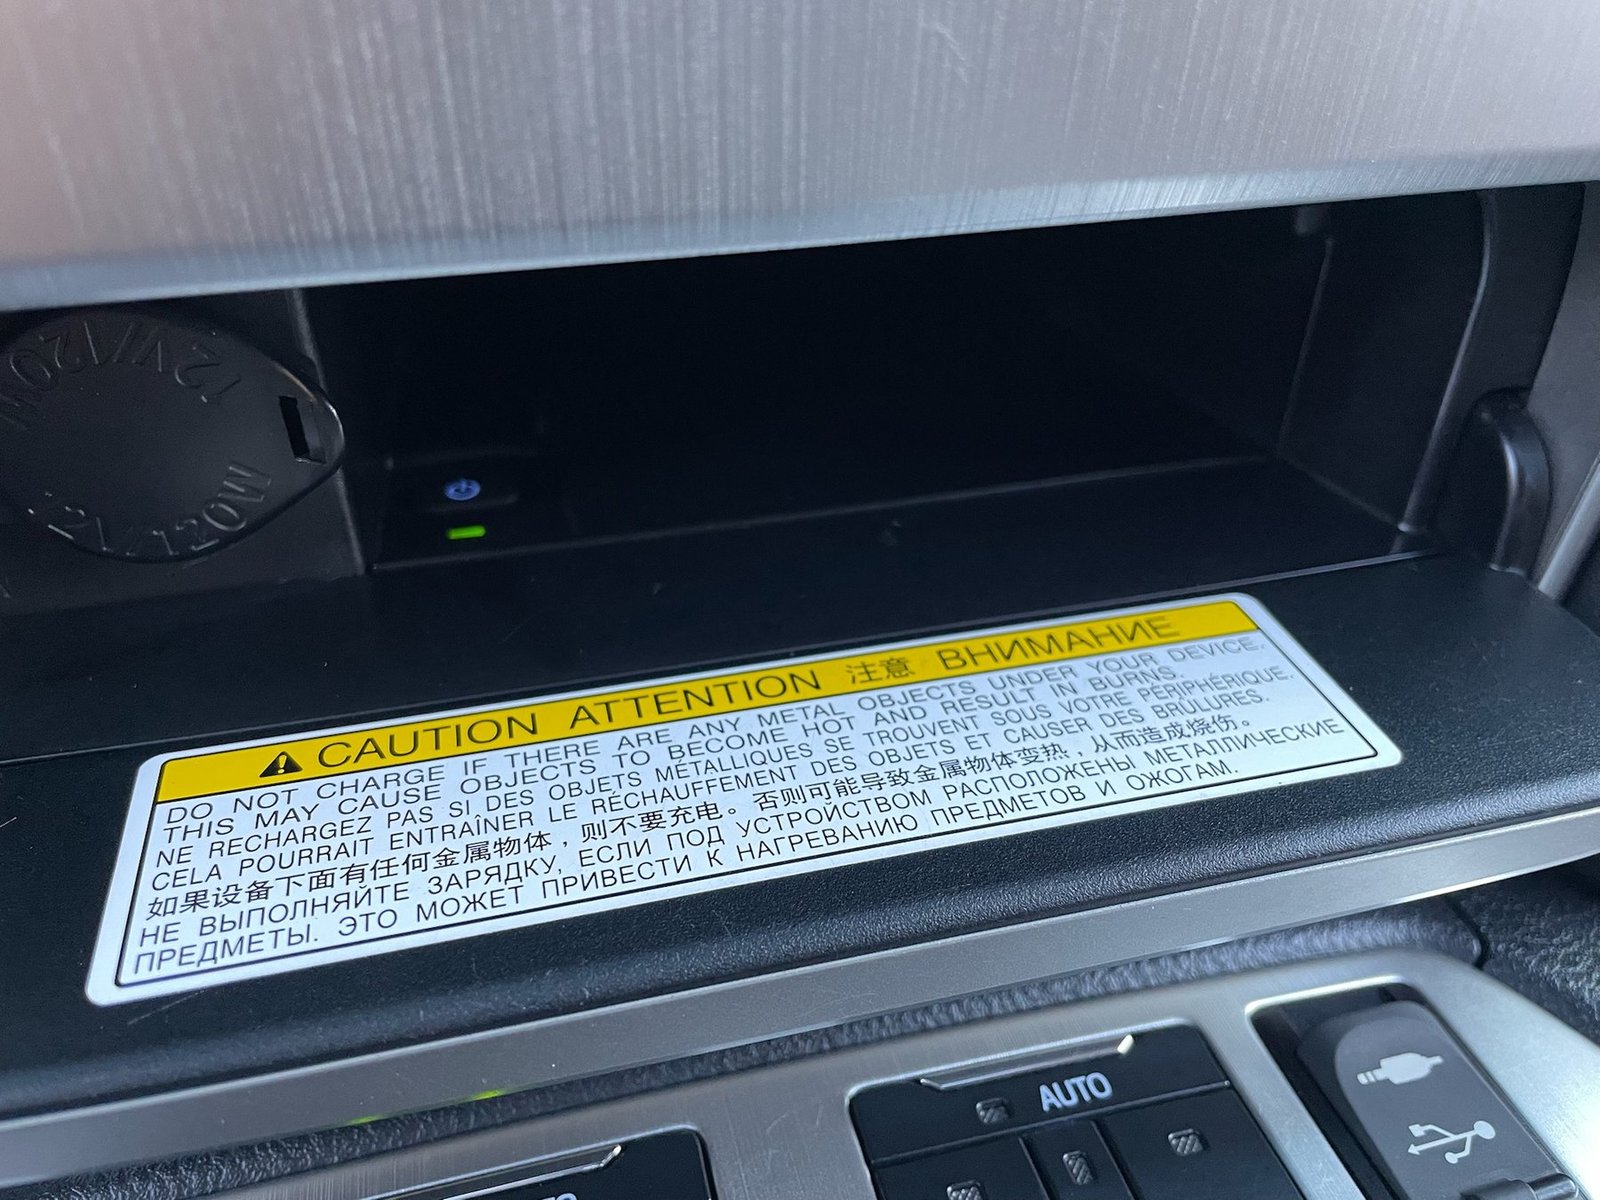 12V/120W
12V/120W
CAUTION ATTENTION 注意 ВНИМАНИЕ
DO NOT CHARGE IF THERE ARE ANY METAL OBJECTS UNDER YOUR DEVICE.
THIS MAY CAUSE OBJECTS TO BECOME HOT AND RESULT IN BURNS.
NE RECHARGEZ PAS SI DES OBJETS MÉTALLIQUES SE TROUVENT SOUS VOTRE PÉRIPHÉRIQUE.
CELA POURRAIT ENTRAÎNER LE RÉCHAUFFEMENT DES OBJETS ET CAUSER DES BRÛLURES.
如果设备下面有任何金属物体，则不要充电。否则可能导致金属物体变热，从而造成烧伤。
НЕ ВЫПОЛНЯЙТЕ ЗАРЯДКУ, ЕСЛИ ПОД УСТРОЙСТВОМ РАСПОЛОЖЕНЫ МЕТАЛЛИЧЕСКИЕ
ПРЕДМЕТЫ. ЭТО МОЖЕТ ПРИВЕСТИ К НАГРЕВАНИЮ ПРЕДМЕТОВ И ОЖОГАМ.
AUTO